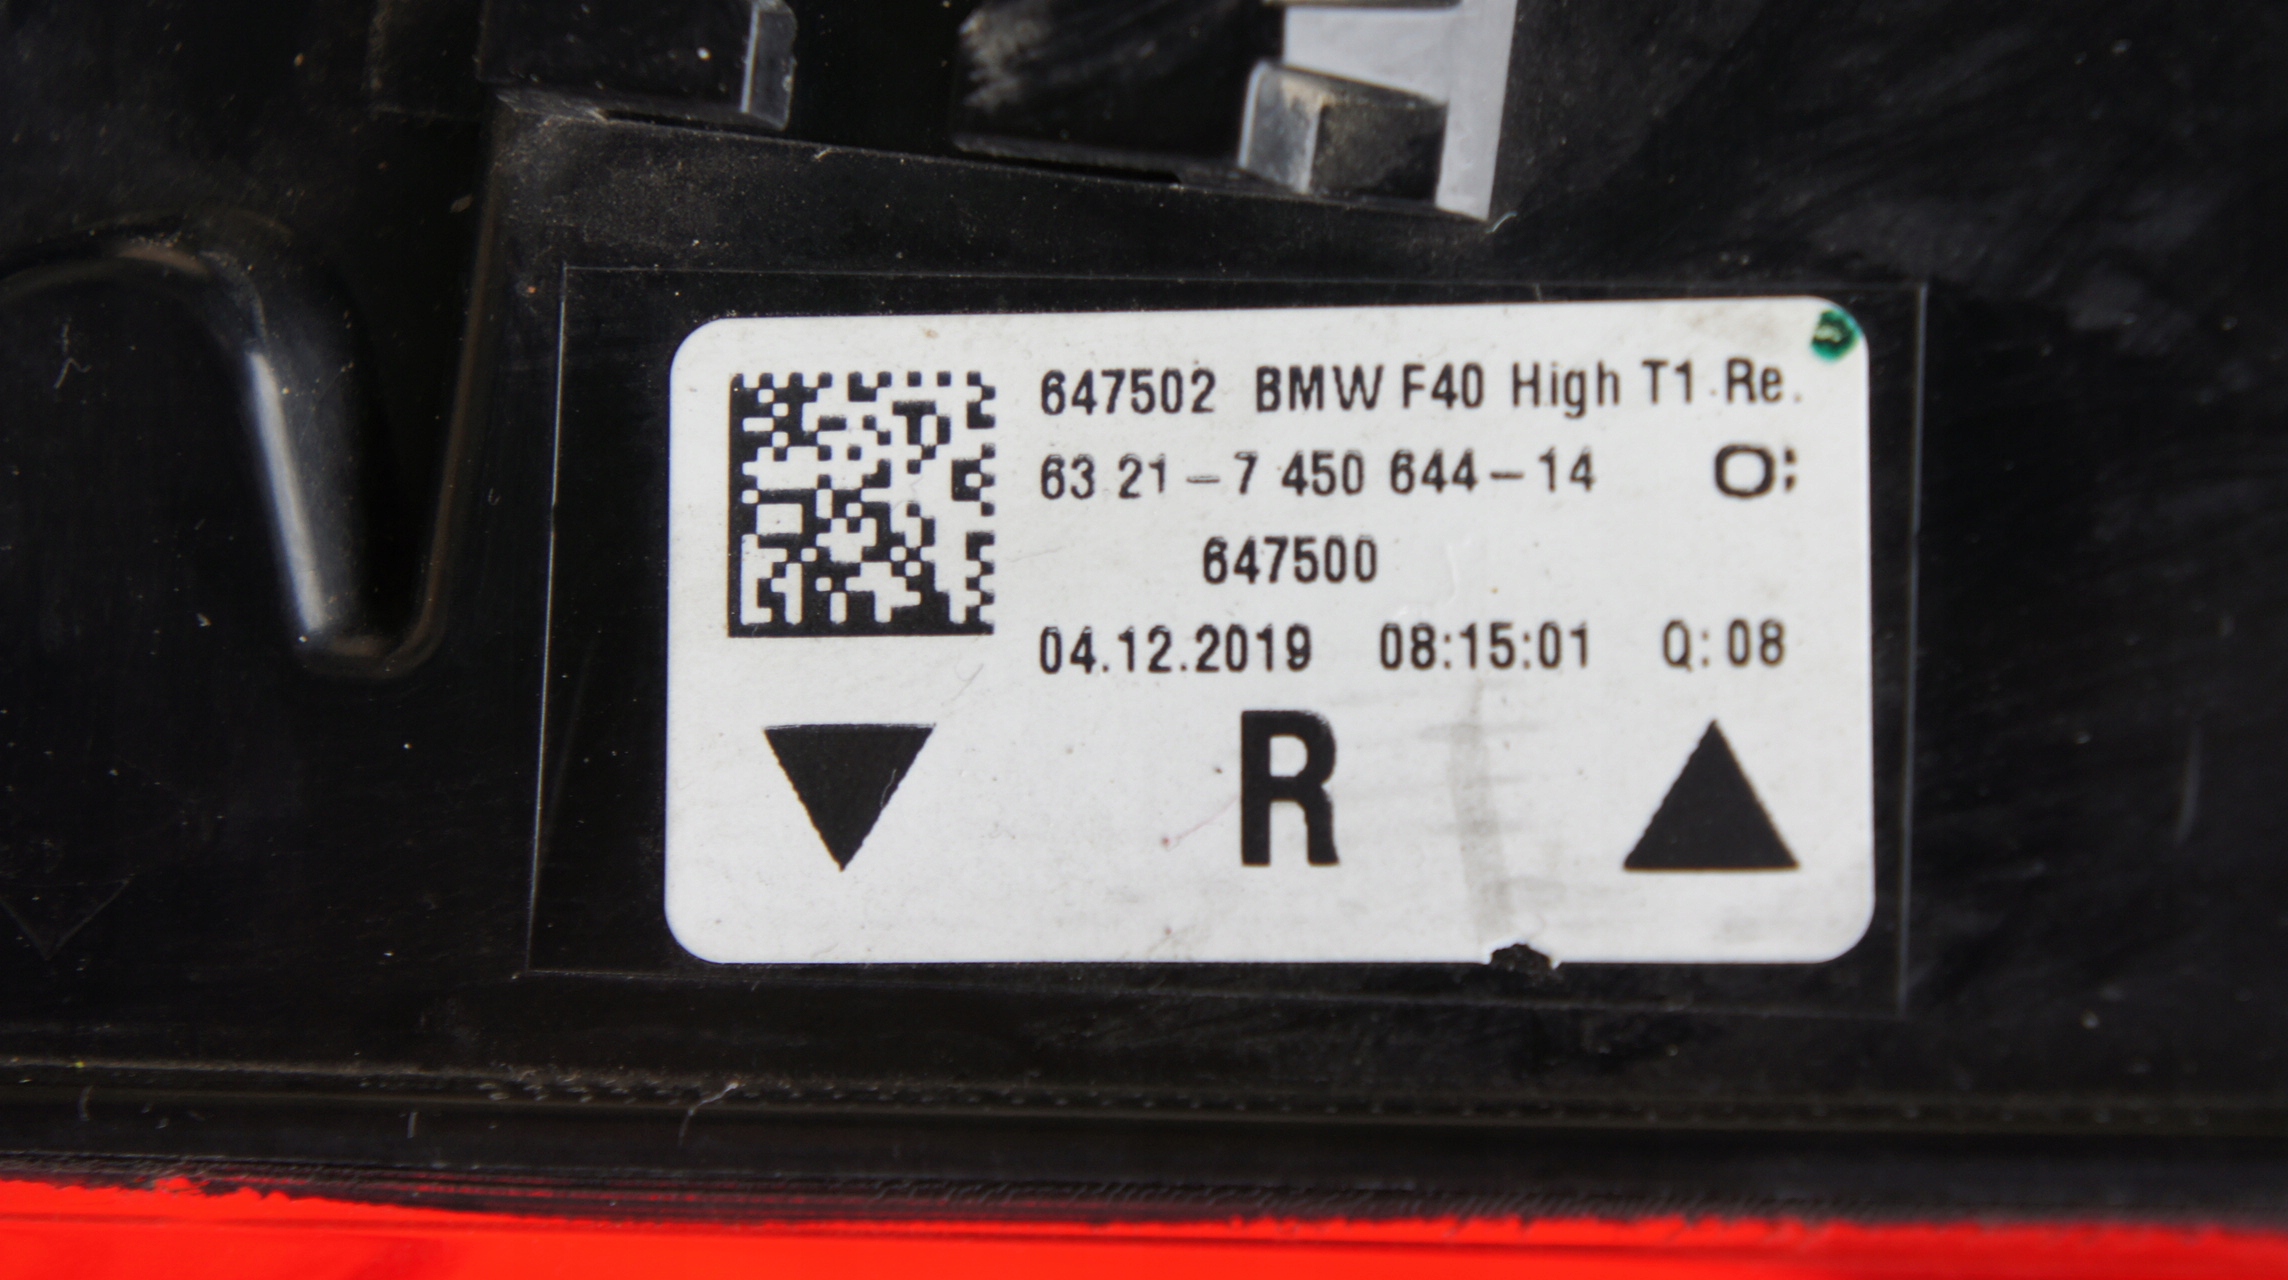 647502 BMW F40 High T1 Re.
63 21-7 450 644-14
647500
04.12.2019 08:15:01 Q:08
R